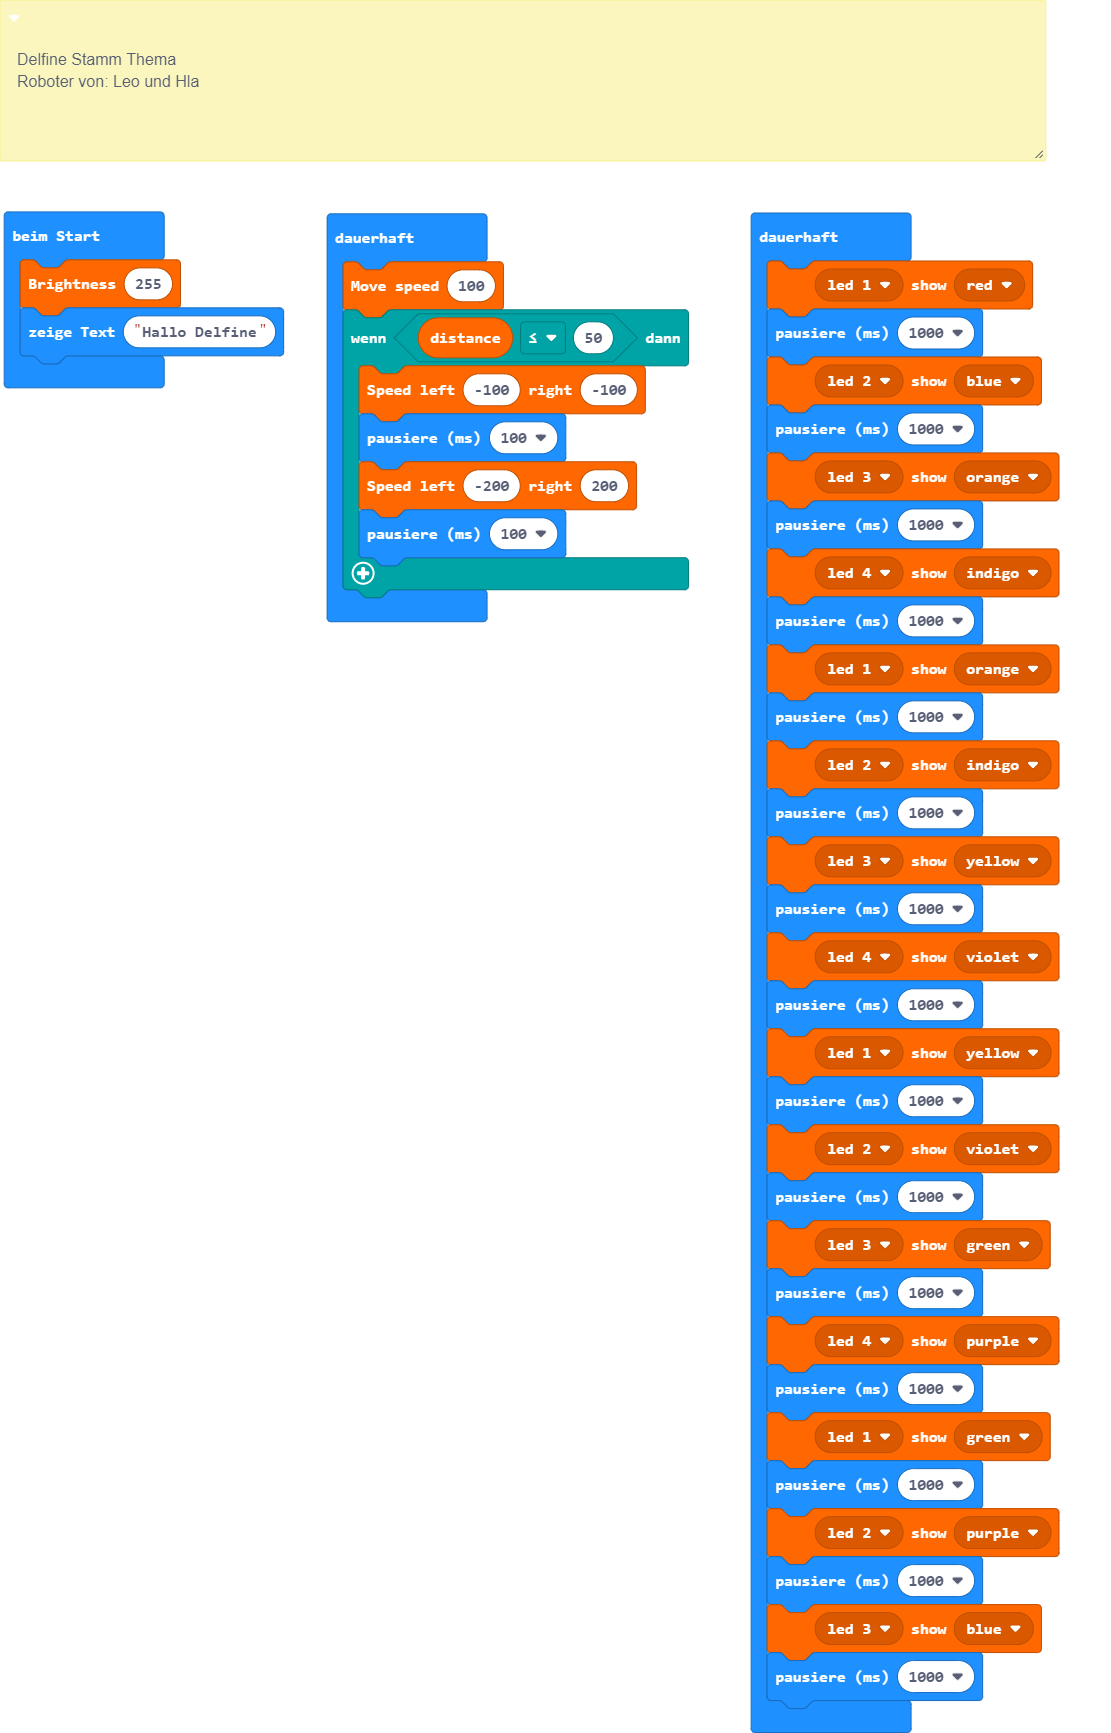 Delfine Stamm Thema
Roboter von: Leo und Hla
beim Start
Brightness 255
zeige Text "Hallo Delfine"
dauerhaft
Move speed 100
wenn distance ≤ 50 dann
Speed left -100 right -100
pausiere (ms) 100
Speed left -200 right 200
pausiere (ms) 100
dauerhaft
led 1 show red
pausiere (ms) 1000
led 2 show blue
pausiere (ms) 1000
led 3 show orange
pausiere (ms) 1000
led 4 show indigo
pausiere (ms) 1000
led 1 show orange
pausiere (ms) 1000
led 2 show indigo
pausiere (ms) 1000
led 3 show yellow
pausiere (ms) 1000
led 4 show violet
pausiere (ms) 1000
led 1 show yellow
pausiere (ms) 1000
led 2 show violet
pausiere (ms) 1000
led 3 show green
pausiere (ms) 1000
led 4 show purple
pausiere (ms) 1000
led 1 show green
pausiere (ms) 1000
led 2 show purple
pausiere (ms) 1000
led 3 show blue
pausiere (ms) 1000